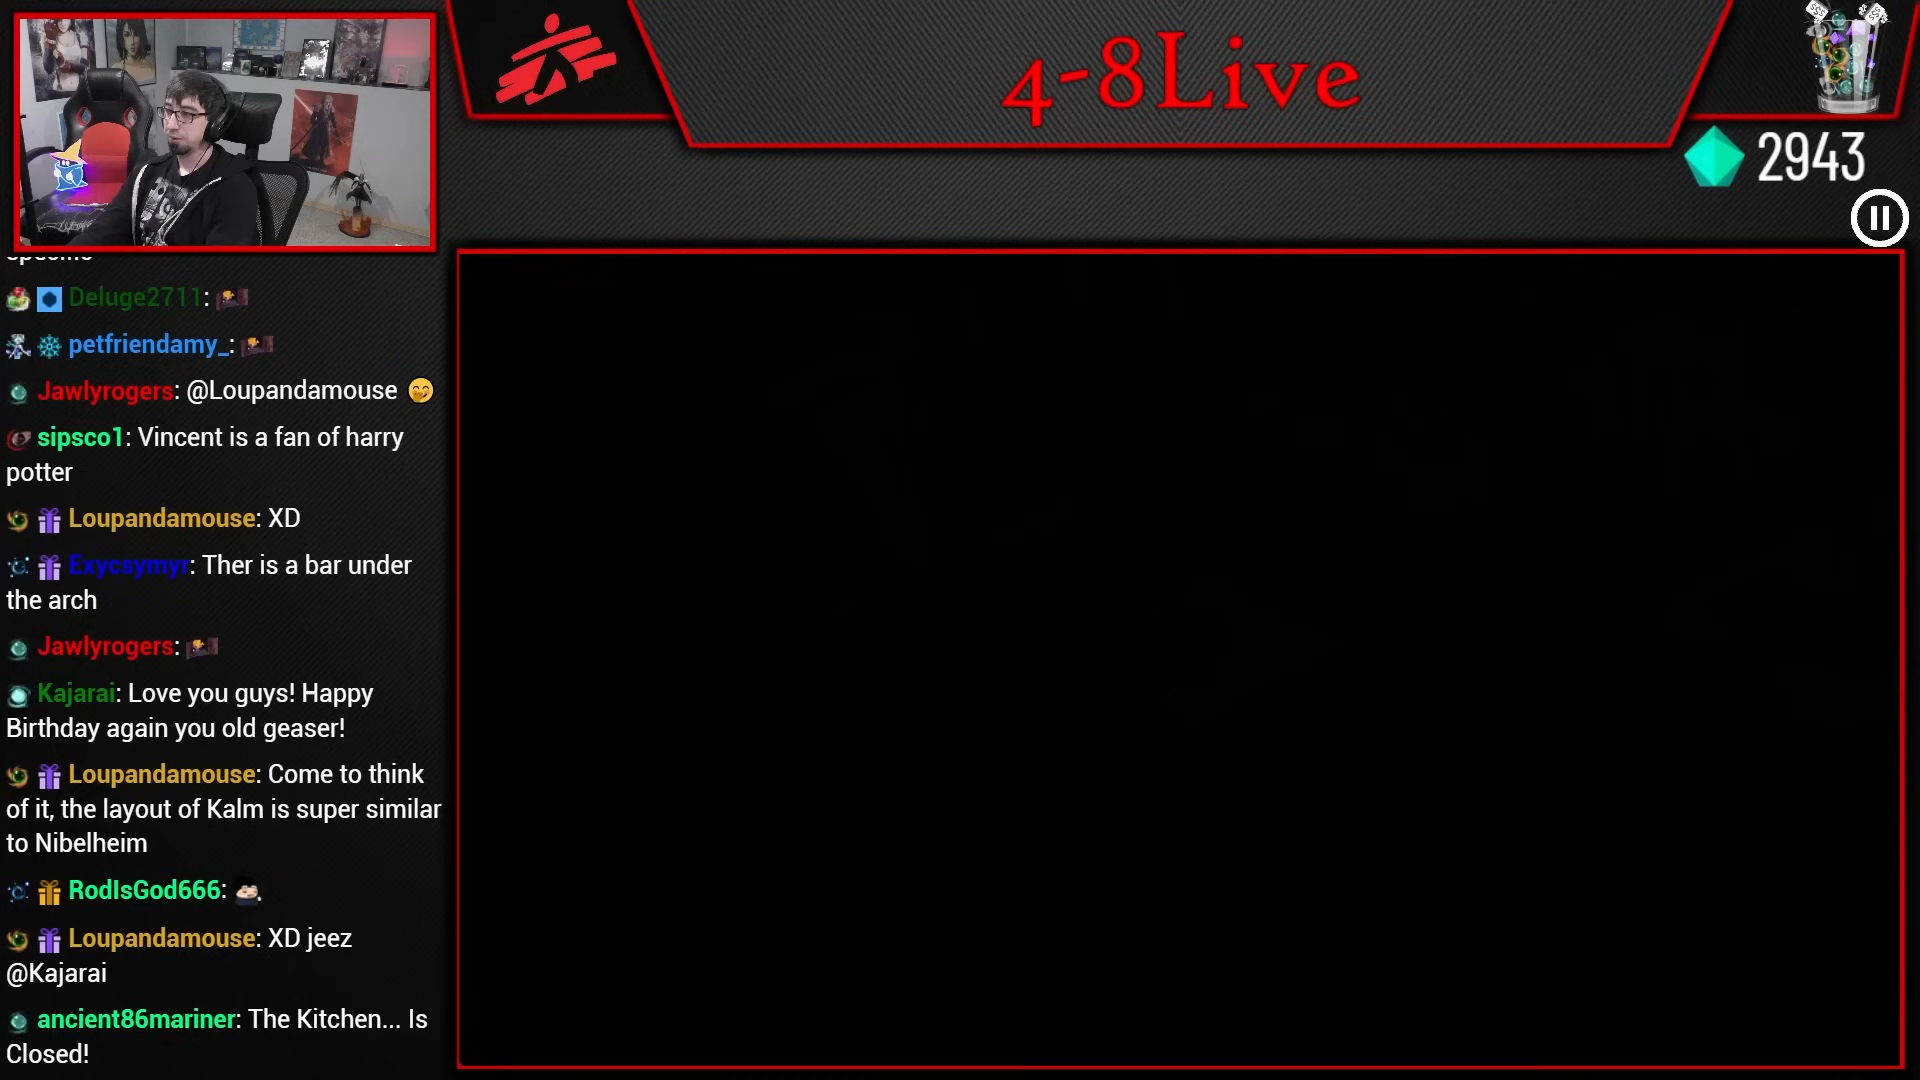 4-8Live
2943
Deluge2711:
petfriendamy_:
Jawlyrogers: @Loupandamouse
sipsco1: Vincent is a fan of harry
potter
Loupandamouse: XD
Exycsymyr: Ther is a bar under
the arch
Jawlyrogers:
Kajarai: Love you guys! Happy
Birthday again you old geaser!
Loupandamouse: Come to think
of it, the layout of Kalm is super similar
to Nibelheim
RodIsGod666:
Loupandamouse: XD jeez
@Kajarai
ancient86mariner: The Kitchen... Is
Closed!